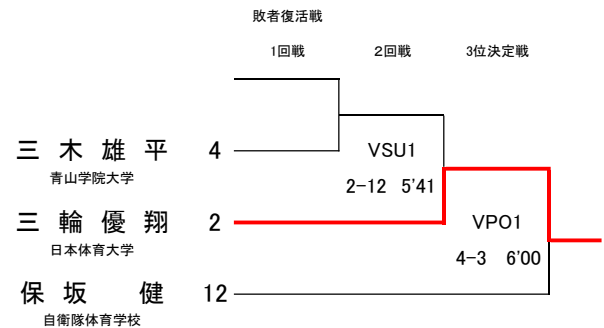 敗者復活戦
1回戦 2回戦 3位決定戦
三木雄平 4
青山学院大学
VSU1
2-12 5'41
三輪優翔 2
日本体育大学
VPO1
4-3 6'00
保坂 健 12
自衛隊体育学校